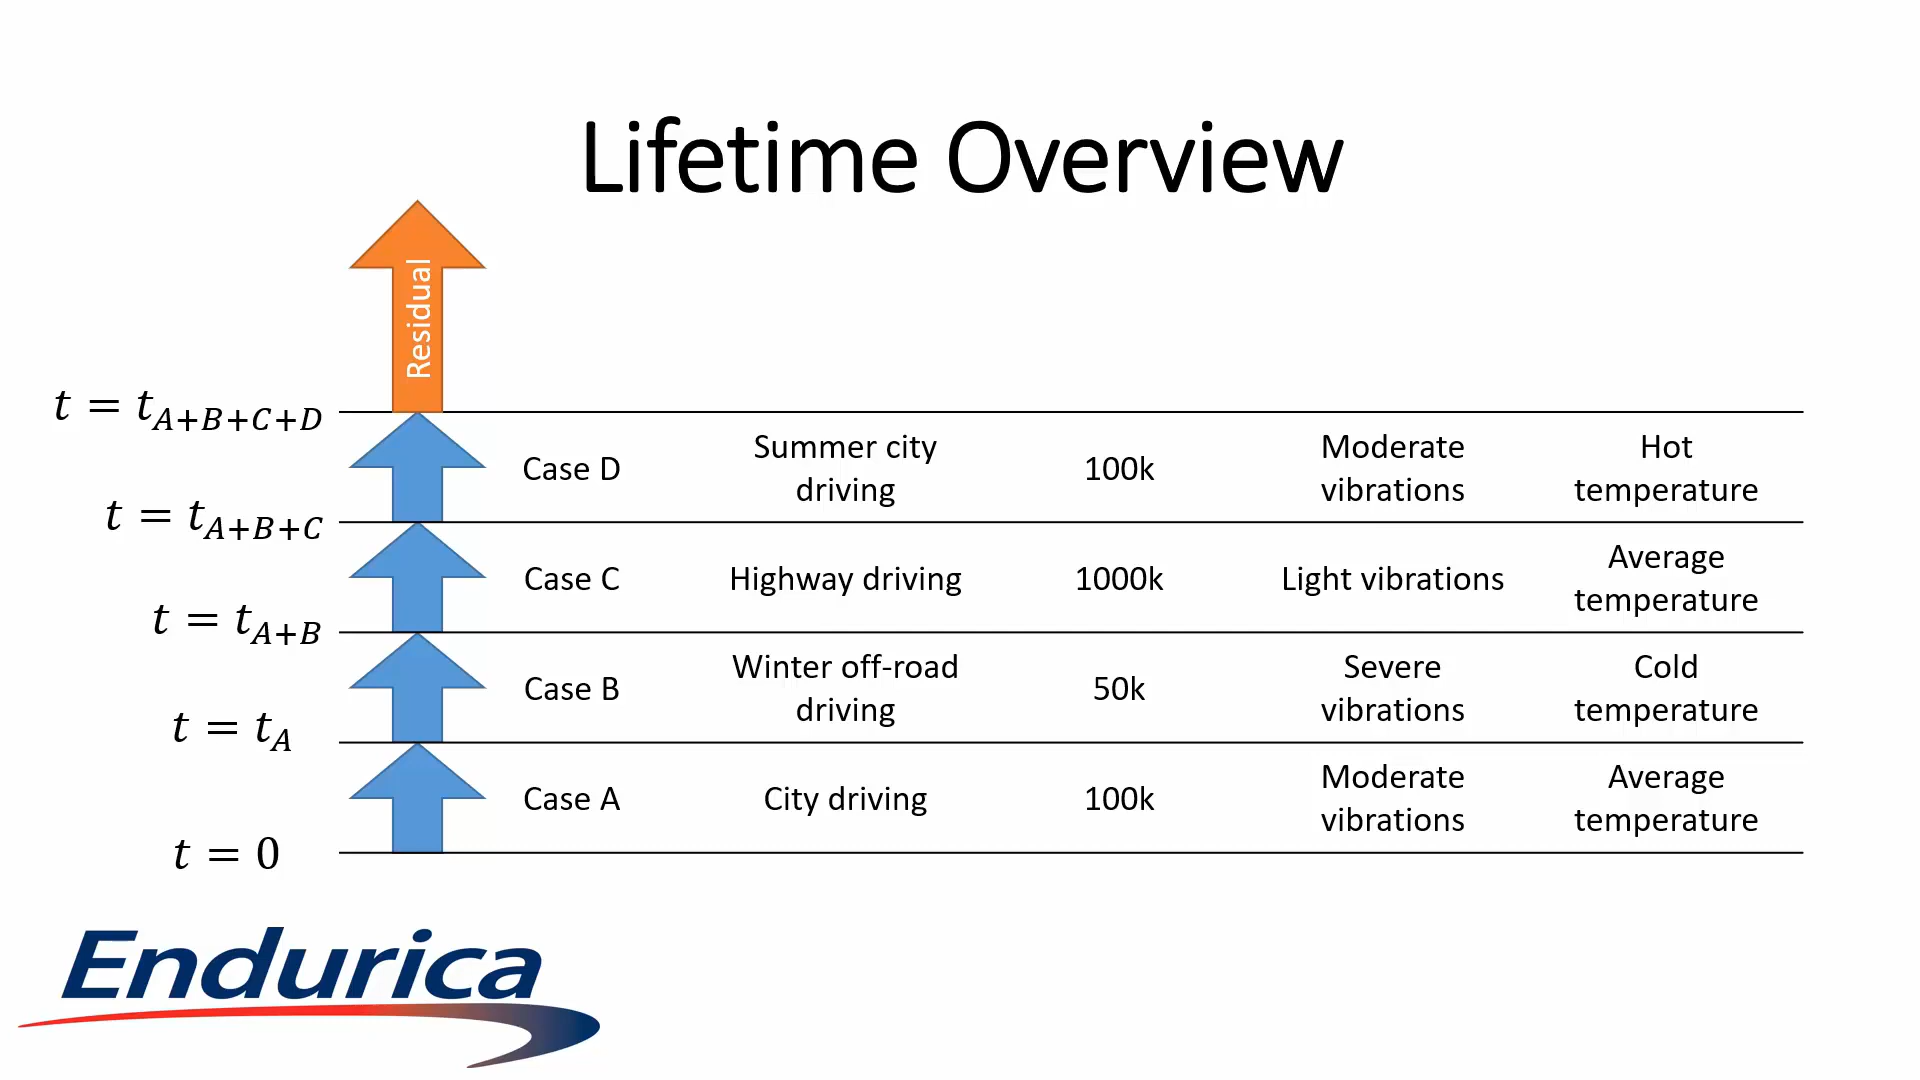 Lifetime Overview
Residual
t = t_{A+B+C+D}
Case D
Summer city
driving
100k
Moderate
vibrations
Hot
temperature
t = t_{A+B+C}
Case C
Highway driving
1000k
Light vibrations
Average
temperature
t = t_{A+B}
Case B
Winter off-road
driving
50k
Severe
vibrations
Cold
temperature
t = t_A
Case A
City driving
100k
Moderate
vibrations
Average
temperature
t = 0
Endurica